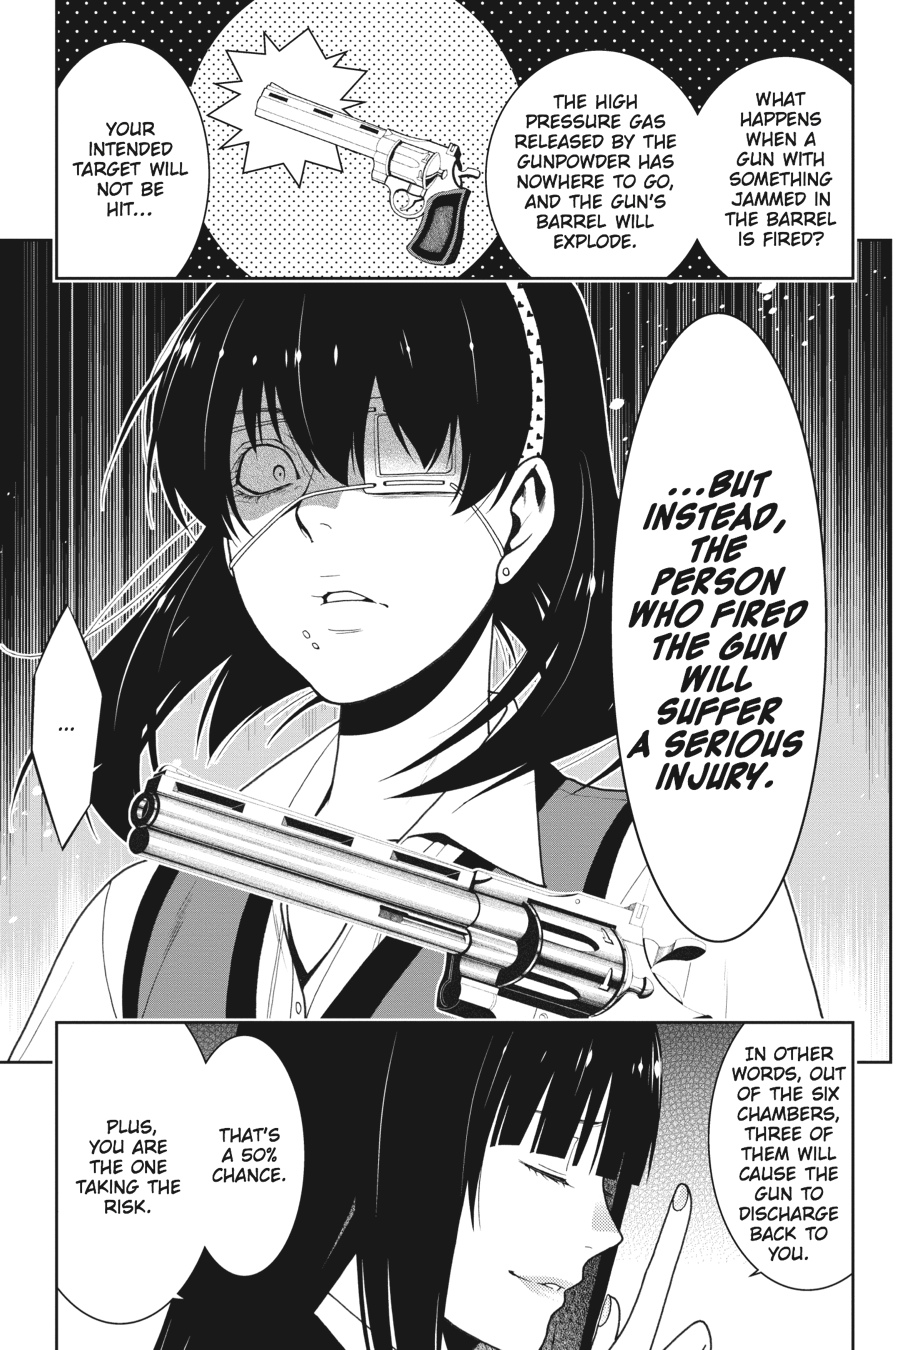 WHAT
HAPPENS
WHEN A
GUN WITH
SOMETHING
JAMMED IN
THE BARREL
IS FIRED?
THE HIGH
PRESSURE GAS
RELEASED BY THE
GUNPOWDER HAS
NOWHERE TO GO,
AND THE GUN'S
BARREL WILL
EXPLODE.
YOUR
INTENDED
TARGET WILL
NOT BE
HIT...
...BUT
INSTEAD,
THE
PERSON
WHO FIRED
THE GUN
WILL
SUFFER
A SERIOUS
INJURY.
...
IN OTHER
WORDS, OUT
OF THE SIX
CHAMBERS,
THREE OF
THEM WILL
CAUSE THE
GUN TO
DISCHARGE
BACK TO
YOU.
THAT'S
A 50%
CHANCE.
PLUS,
YOU ARE
THE ONE
TAKING THE
RISK.